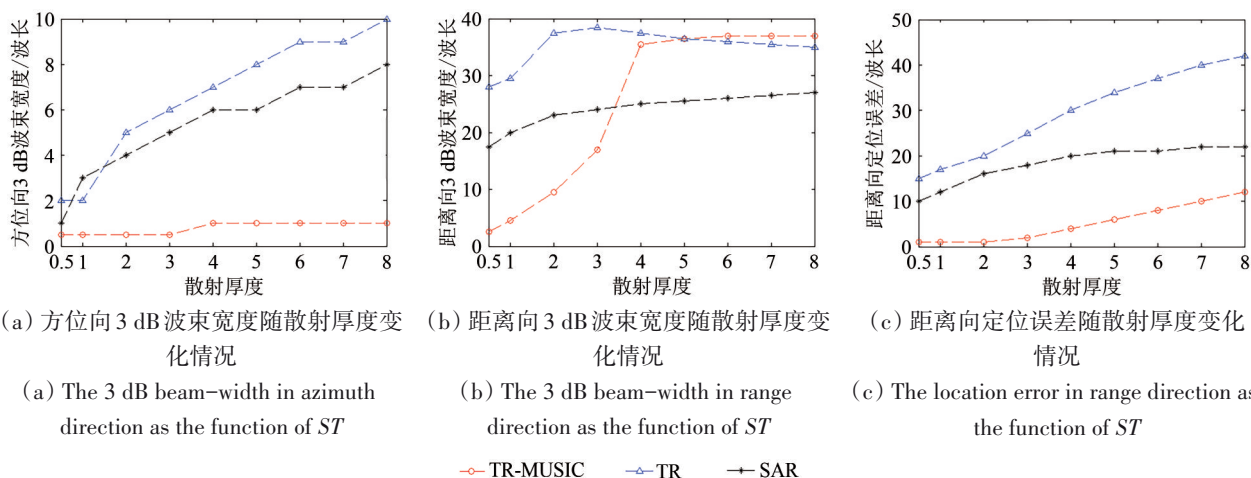 10
8
6
4
2
0
方位向3 dB波束宽度/波长
0.5 1 2 3 4 5 6 7 8
散射厚度
40
30
20
10
0
距离向3 dB波束宽度/波长
0.5 1 2 3 4 5 6 7 8
散射厚度
50
40
30
20
10
0
距离向定位误差/波长
0.5 1 2 3 4 5 6 7 8
散射厚度
(a) 方位向3 dB波束宽度随散射厚度变
化情况
(a) The 3 dB beam-width in azimuth
direction as the function of ST
(b) 距离向3 dB波束宽度随散射厚度变
化情况
(b) The 3 dB beam-width in range
direction as the function of ST
(c) 距离向定位误差随散射厚度变化
情况
(c) The location error in range direction as
the function of ST
TR-MUSIC TR SAR